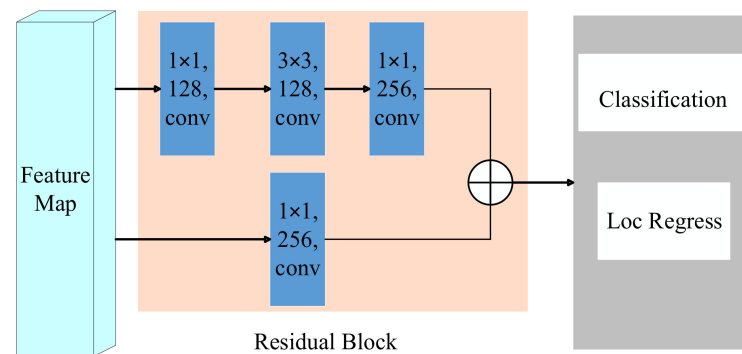 Feature
Map
1×1,
128,
conv
3×3,
128,
conv
1×1,
256,
conv
1×1,
256,
conv
Residual Block
Classification
Loc Regress